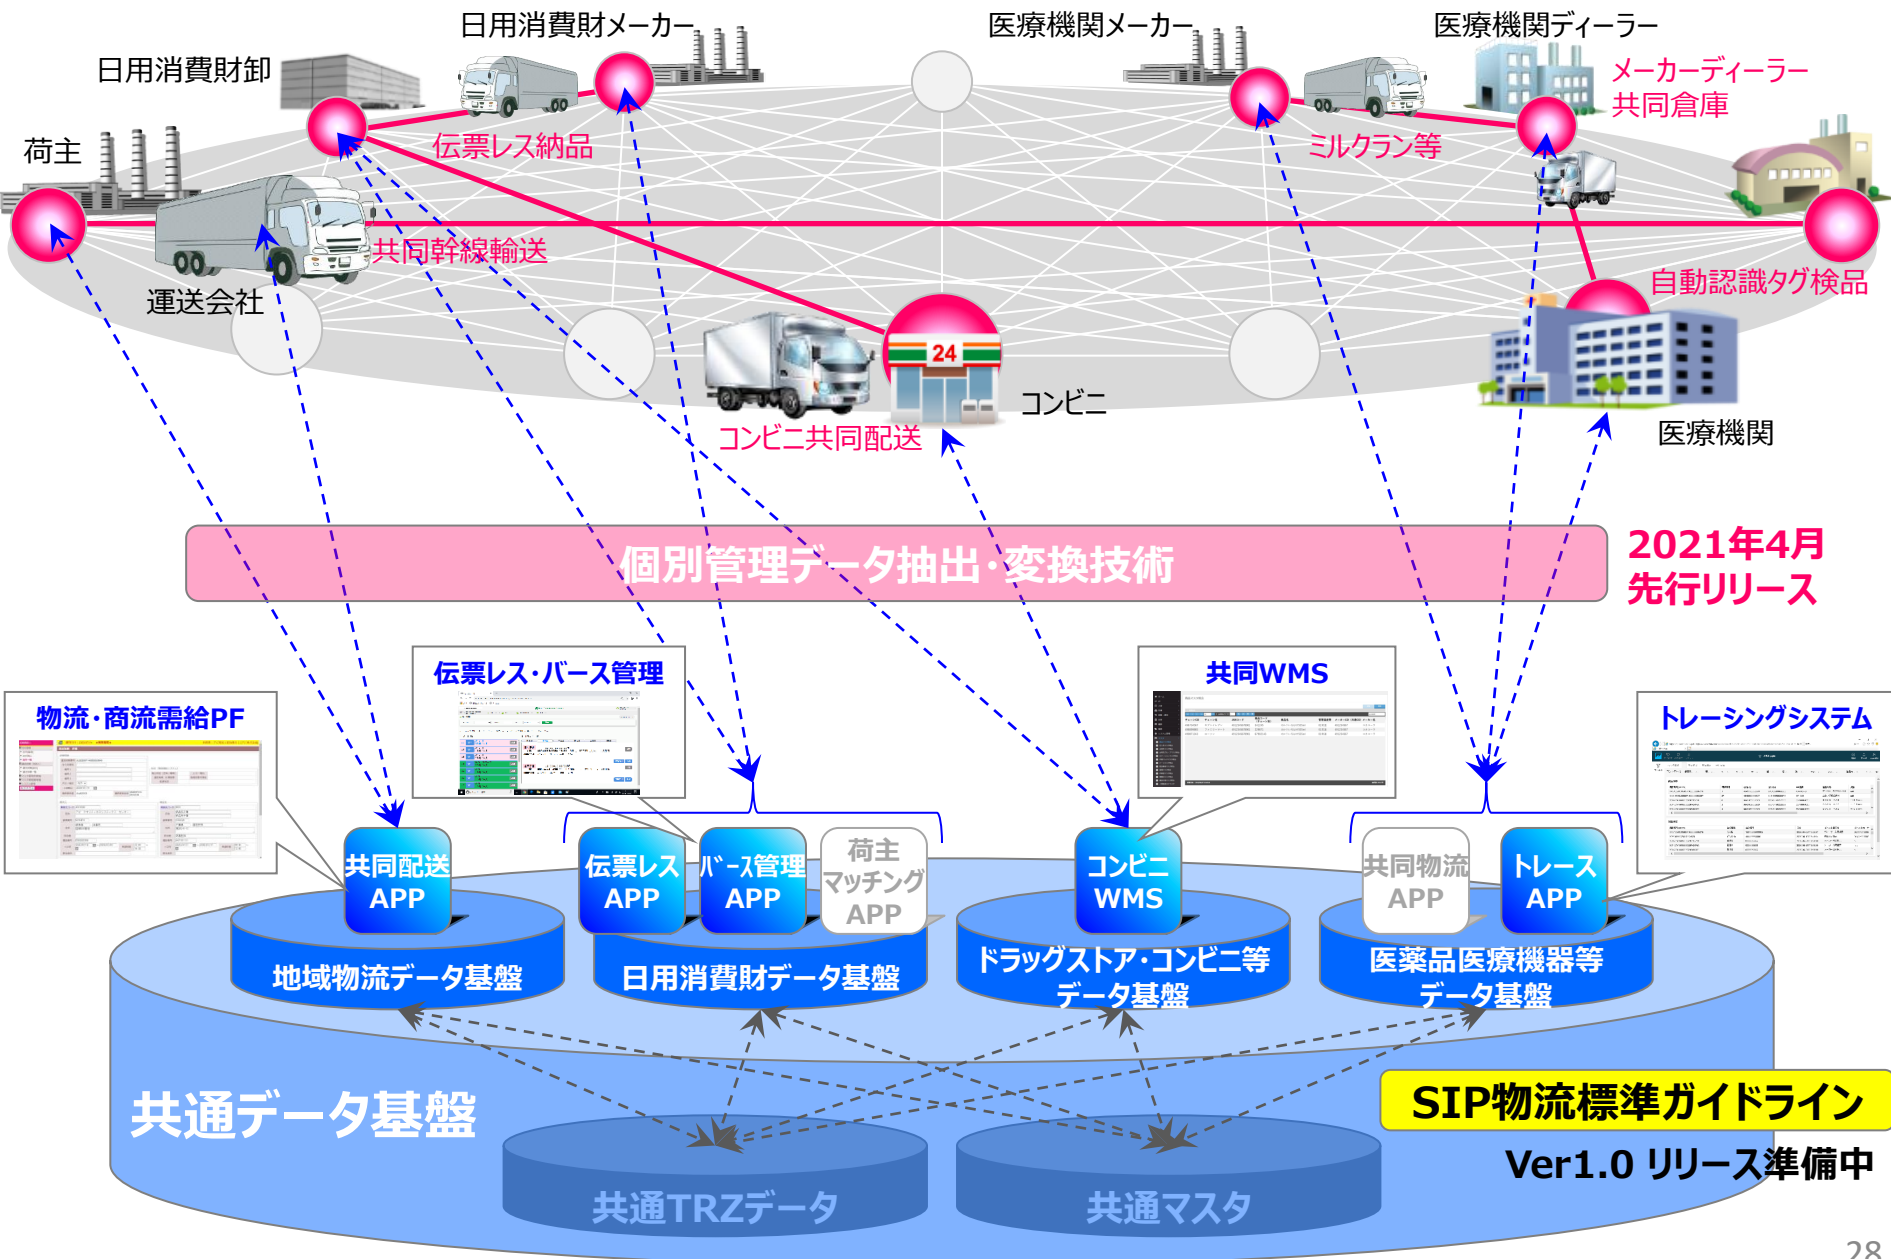 日用消費財メーカー
医療機関メーカー
医療機関ディーラー
日用消費財卸
メーカーディーラー
共同倉庫
荷主
伝票レス納品
ミルクラン等
共同幹線輸送
自動認識タグ検品
運送会社
24
コンビニ
コンビニ共同配送
医療機関
個別管理データ抽出・変換技術
2021年4月
先行リリース
伝票レス・バース管理
共同WMS
物流・商流需給PF
トレーシングシステム
共同配送
APP
伝票レス
APP
バース管理
APP
荷主
マッチング
APP
コンビニ
WMS
共同物流
APP
トレース
APP
地域物流データ基盤
日用消費財データ基盤
ドラッグストア・コンビニ等
データ基盤
医薬品医療機器等
データ基盤
共通データ基盤
SIP物流標準ガイドライン
Ver1.0 リリース準備中
共通TRZデータ
共通マスタ
28